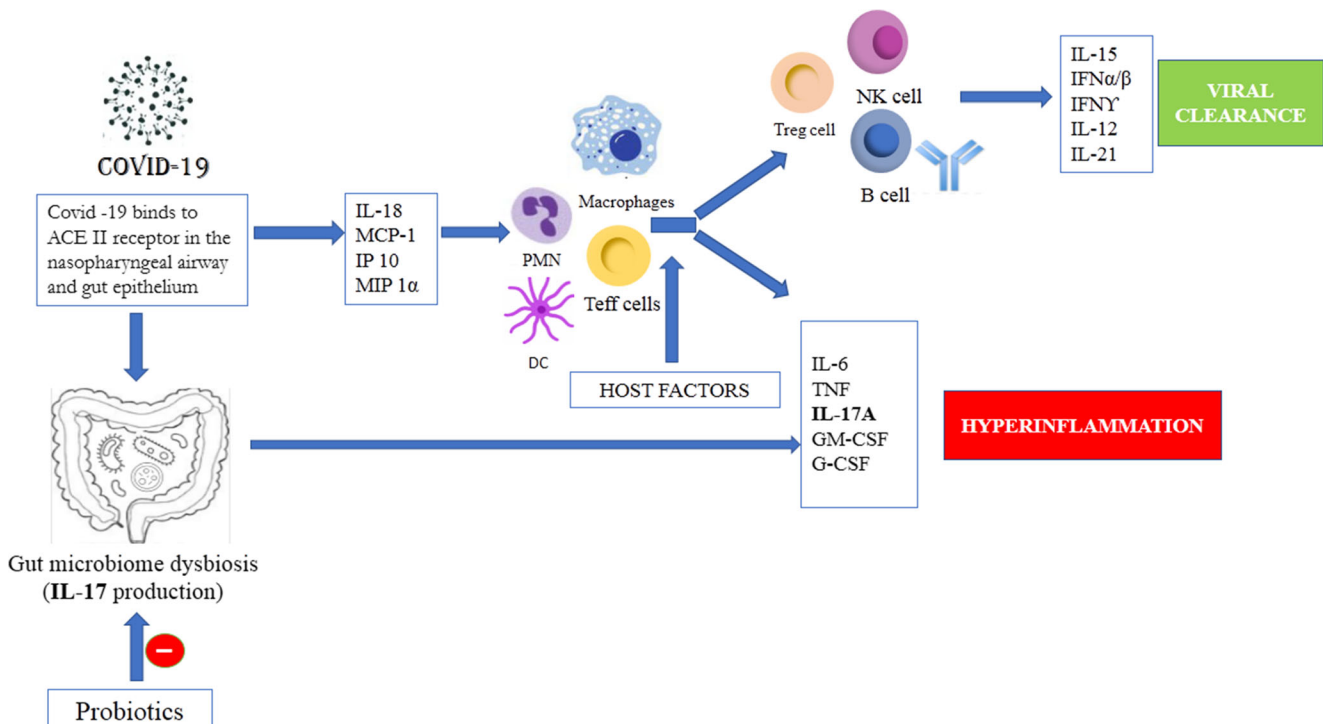 COVID-19
Covid -19 binds to
ACE II receptor in the
nasopharyngeal airway
and gut epithelium
IL-18
MCP-1
IP 10
MIP 1α
Macrophages
PMN
Teff cells
DC
HOST FACTORS
Treg cell
NK cell
B cell
IL-15
IFNα/β
IFNϒ
IL-12
IL-21
VIRAL
CLEARANCE
IL-6
TNF
IL-17A
GM-CSF
G-CSF
HYPERINFLAMMATION
Gut microbiome dysbiosis
(IL-17 production)
Probiotics